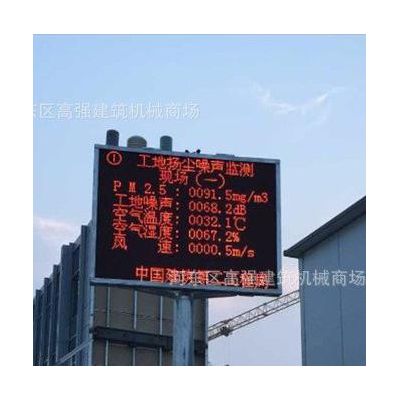 东区高强建筑机械商场
① 工地扬尘噪声监测
现场(一)
PM2.5:0091.5mg/m3
工地噪声:0068.2dB
空气温度:0032.1℃
空气湿度:0067.2%
风 速:0000.5m/s
中国
东区高强建筑机械商场